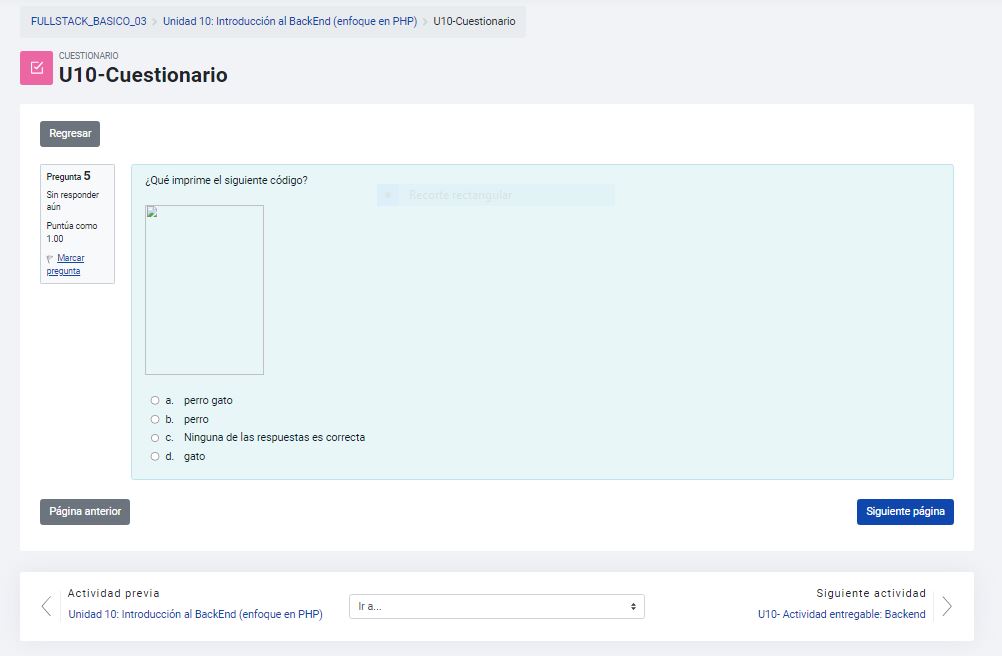 FULLSTACK_BASICO_03 > Unidad 10: Introducción al BackEnd (enfoque en PHP) > U10-Cuestionario
CUESTIONARIO
U10-Cuestionario
Regresar
Pregunta 5
Sin responder
aún
Puntúa como
1.00
Marcar
pregunta
¿Qué imprime el siguiente código?
Recorte rectangular
a. perro gato
b. perro
c. Ninguna de las respuestas es correcta
d. gato
Página anterior
Siguiente página
Actividad previa
Unidad 10: Introducción al BackEnd (enfoque en PHP)
Ir a...
Siguiente actividad
U10- Actividad entregable: Backend